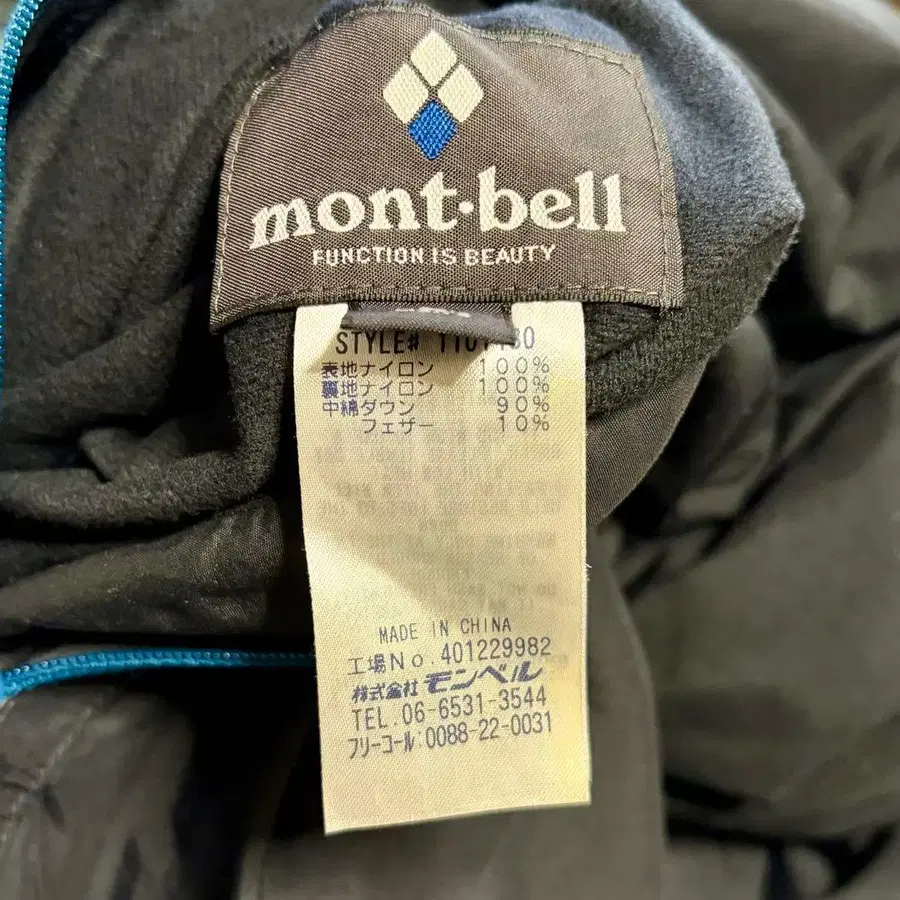 mont·bell
FUNCTION IS BEAUTY
STYLE#
表地ナイロン 100%
裏地ナイロン 100%
中綿ダウン 90%
フェザー 10%
MADE IN CHINA
工場No.401229982
株式会社 モンベル
TEL.06-6531-3544
フリーコール.0088-22-0031